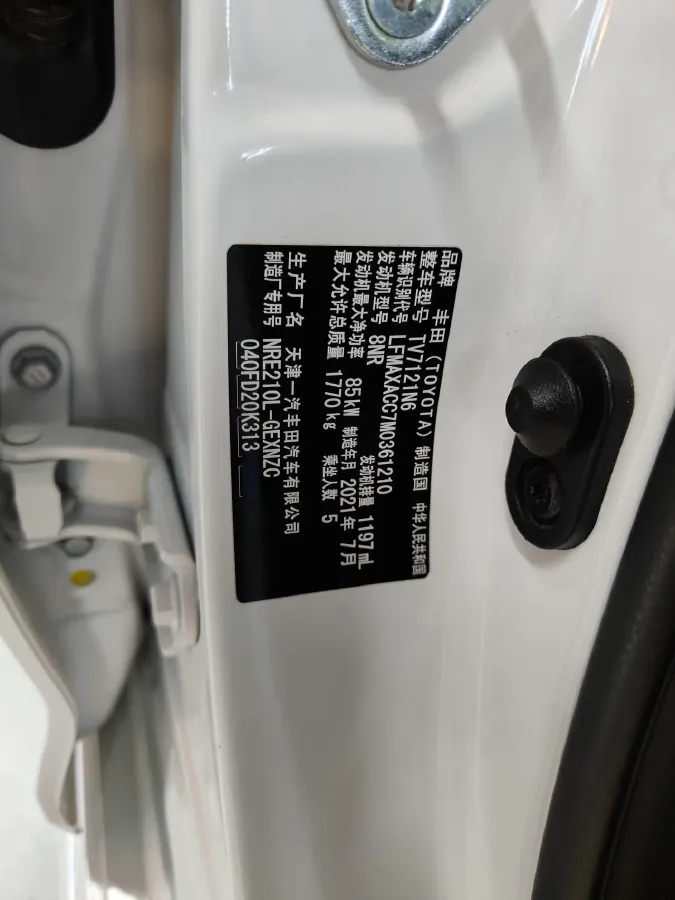 品牌 丰田 (TOYOTA) 制造国 中华人民共和国
整车型号 TV7121N6
车辆识别代号 LFMAXACC7M0361210
发动机型号 8NR 发动机排量 1197 mL
发动机最大净功率 85kW 制造年月 2021年 7月
最大允许总质量 1770kg 乘坐人数 5
生产厂名 天津一汽丰田汽车有限公司
制造厂专用号 NRE210L-GEXNZC
040FD20K313